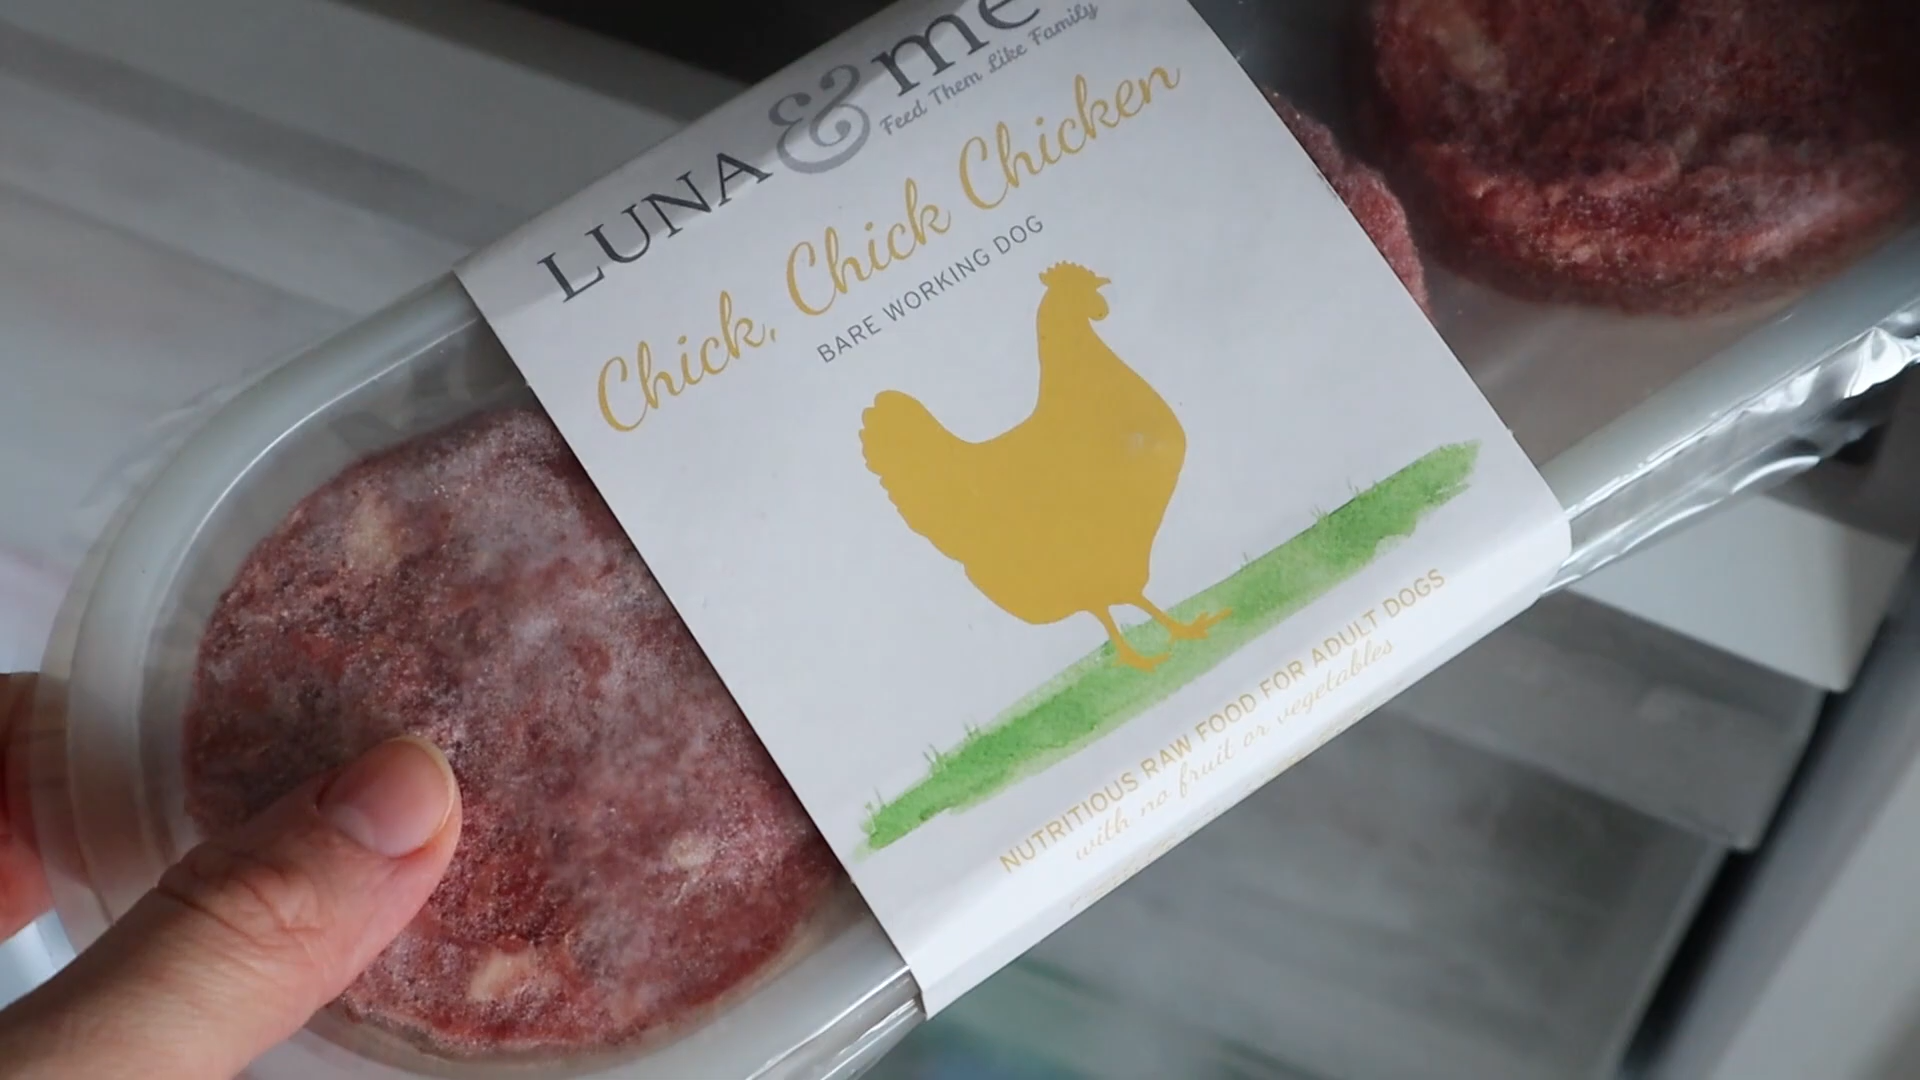 LUNA & me
Feed Them Like Family
Chick, Chick Chicken
BARE WORKING DOG
NUTRITIOUS RAW FOOD FOR ADULT DOGS
with no fruit or vegetables